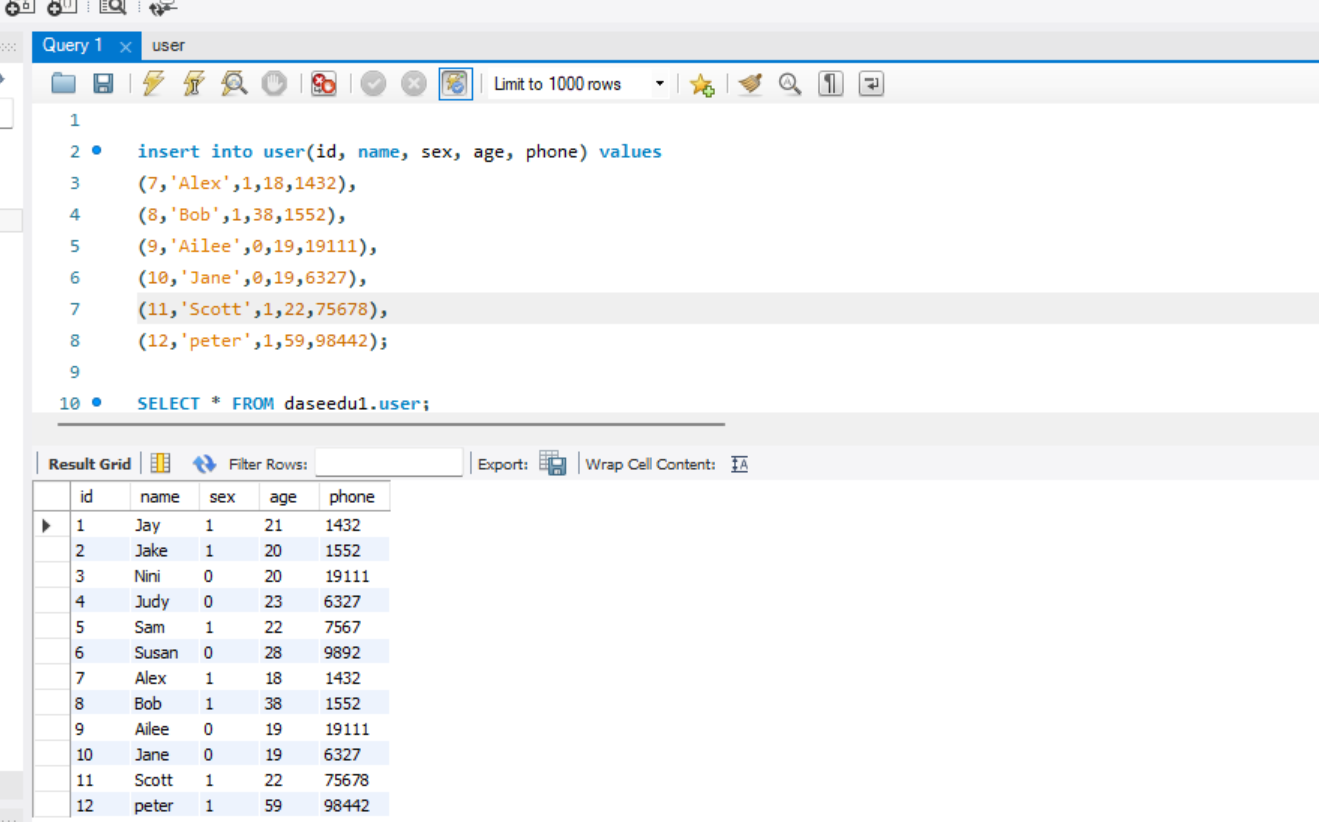 Query 1 × user
Limit to 1000 rows
1
2 insert into user(id, name, sex, age, phone) values
3 (7,'Alex',1,18,1432),
4 (8,'Bob',1,38,1552),
5 (9,'Ailee',0,19,19111),
6 (10,'Jane',0,19,6327),
7 (11,'Scott',1,22,75678),
8 (12,'peter',1,59,98442);
9
10 SELECT * FROM daseedu1.user;
Result Grid Filter Rows: Export: Wrap Cell Content:
id name sex age phone
1 Jay 1 21 1432
2 Jake 1 20 1552
3 Nini 0 20 19111
4 Judy 0 23 6327
5 Sam 1 22 7567
6 Susan 0 28 9892
7 Alex 1 18 1432
8 Bob 1 38 1552
9 Ailee 0 19 19111
10 Jane 0 19 6327
11 Scott 1 22 75678
12 peter 1 59 98442